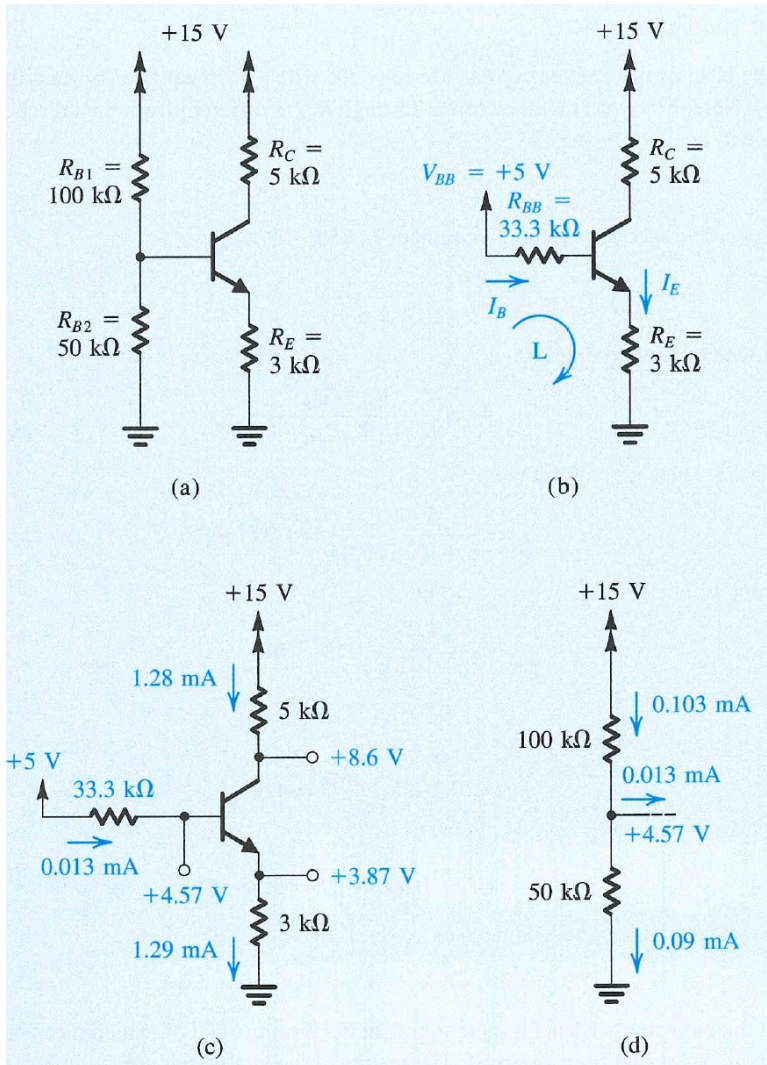 +15 V
R_B1 =
100 kΩ
R_C =
5 kΩ
R_B2 =
50 kΩ
R_E =
3 kΩ
(a)
+15 V
R_C =
5 kΩ
V_BB = +5 V
R_BB =
33.3 kΩ
I_B
I_E
L
R_E =
3 kΩ
(b)
+15 V
1.28 mA
5 kΩ
+8.6 V
+5 V
33.3 kΩ
0.013 mA
+4.57 V
+3.87 V
3 kΩ
1.29 mA
(c)
+15 V
0.103 mA
100 kΩ
0.013 mA
+4.57 V
50 kΩ
0.09 mA
(d)